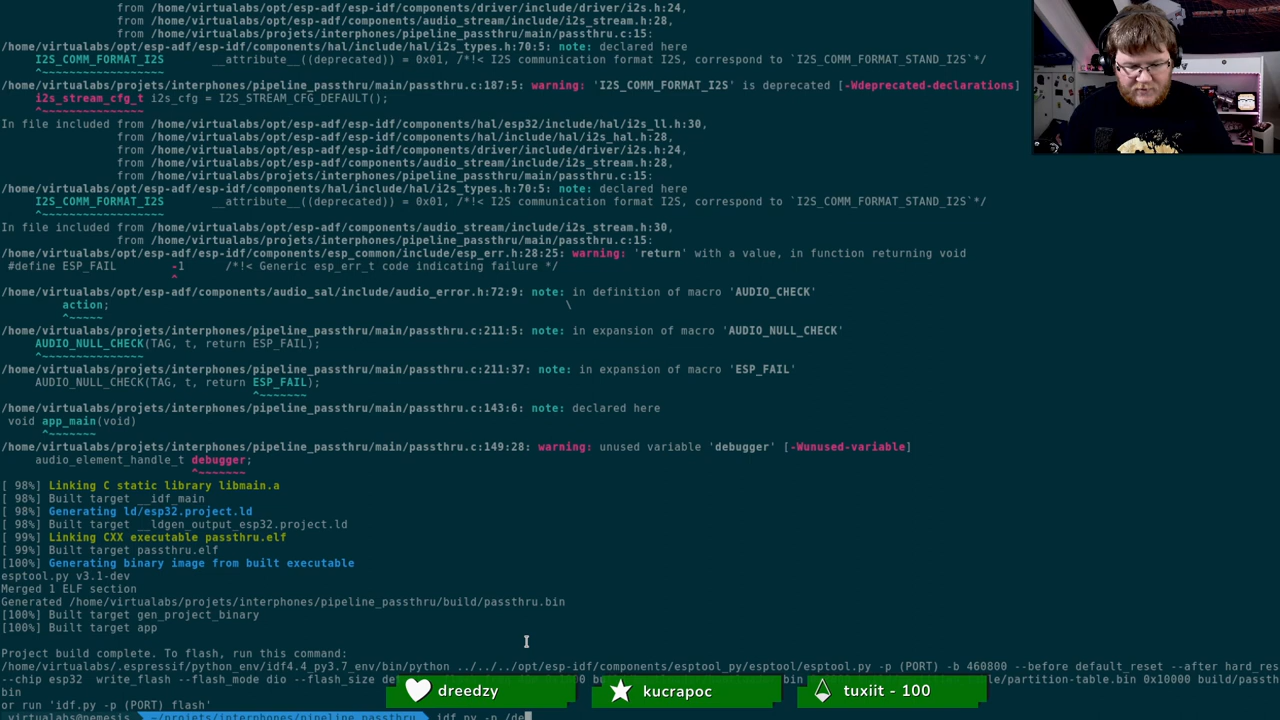 from /home/virtualabs/opt/esp-adf/esp-idf/components/driver/include/driver/i2s.h:24,
from /home/virtualabs/opt/esp-adf/components/audio_stream/include/i2s_stream.h:28,
from /home/virtualabs/projets/interphones/pipeline_passthru/main/passthru.c:15:
/home/virtualabs/opt/esp-adf/esp-idf/components/hal/include/hal/i2s_types.h:70:5: note: declared here
I2S_COMM_FORMAT_I2S __attribute__((deprecated)) = 0x01, /*!< I2S communication format I2S, correspond to `I2S_COMM_FORMAT_STAND_I2S`*/
^~~~~~~~~~~~~~~~~~~
/home/virtualabs/projets/interphones/pipeline_passthru/main/passthru.c:187:5: warning: 'I2S_COMM_FORMAT_I2S' is deprecated [-Wdeprecated-declarations]
i2s_stream_cfg_t i2s_cfg = I2S_STREAM_CFG_DEFAULT();
^~~~~~~~~~~~~~~~
In file included from /home/virtualabs/opt/esp-adf/esp-idf/components/hal/esp32/include/hal/i2s_ll.h:30,
from /home/virtualabs/opt/esp-adf/esp-idf/components/hal/include/hal/i2s_hal.h:28,
from /home/virtualabs/opt/esp-adf/esp-idf/components/driver/include/driver/i2s.h:24,
from /home/virtualabs/opt/esp-adf/components/audio_stream/include/i2s_stream.h:28,
from /home/virtualabs/projets/interphones/pipeline_passthru/main/passthru.c:15:
/home/virtualabs/opt/esp-adf/esp-idf/components/hal/include/hal/i2s_types.h:70:5: note: declared here
I2S_COMM_FORMAT_I2S __attribute__((deprecated)) = 0x01, /*!< I2S communication format I2S, correspond to `I2S_COMM_FORMAT_STAND_I2S`*/
^~~~~~~~~~~~~~~~~~~
In file included from /home/virtualabs/opt/esp-adf/components/audio_stream/include/i2s_stream.h:30,
from /home/virtualabs/projets/interphones/pipeline_passthru/main/passthru.c:15:
/home/virtualabs/opt/esp-adf/esp-idf/components/esp_common/include/esp_err.h:28:25: warning: 'return' with a value, in function returning void
#define ESP_FAIL -1 /*!< Generic esp_err_t code indicating failure */
^
/home/virtualabs/opt/esp-adf/components/audio_sal/include/audio_error.h:72:9: note: in definition of macro 'AUDIO_CHECK'
action; \
^~~~~~
/home/virtualabs/projets/interphones/pipeline_passthru/main/passthru.c:211:5: note: in expansion of macro 'AUDIO_NULL_CHECK'
AUDIO_NULL_CHECK(TAG, t, return ESP_FAIL);
^~~~~~~~~~~~~~~~
/home/virtualabs/projets/interphones/pipeline_passthru/main/passthru.c:211:37: note: in expansion of macro 'ESP_FAIL'
AUDIO_NULL_CHECK(TAG, t, return ESP_FAIL);
^~~~~~~~
/home/virtualabs/projets/interphones/pipeline_passthru/main/passthru.c:143:6: note: declared here
void app_main(void)
^~~~~~~~
/home/virtualabs/projets/interphones/pipeline_passthru/main/passthru.c:149:28: warning: unused variable 'debugger' [-Wunused-variable]
audio_element_handle_t debugger;
^~~~~~~~
[ 98%] Linking C static library libmain.a
[ 98%] Built target __idf_main
[ 98%] Generating ld/esp32.project.ld
[ 98%] Built target __ldgen_output_esp32.project.ld
[ 99%] Linking CXX executable passthru.elf
[ 99%] Built target passthru.elf
[100%] Generating binary image from built executable
esptool.py v3.1-dev
Merged 1 ELF section
Generated /home/virtualabs/projets/interphones/pipeline_passthru/build/passthru.bin
[100%] Built target gen_project_binary
[100%] Built target app
Project build complete. To flash, run this command:
/home/virtualabs/.espressif/python_env/idf4.4_py3.7_env/bin/python ../../../opt/esp-idf/components/esptool_py/esptool/esptool.py -p (PORT) -b 460800 --before default_reset --after hard_res
--chip esp32 write_flash --flash_mode dio --flash_size de /partition-table.bin 0x10000 build/passth
bin
or run 'idf.py -p (PORT) flash'
virtualabs@nemesis ~/projets/interphones/pipeline_passthru idf.py -p /de
dreedzy
kucrapoc
tuxiit - 100